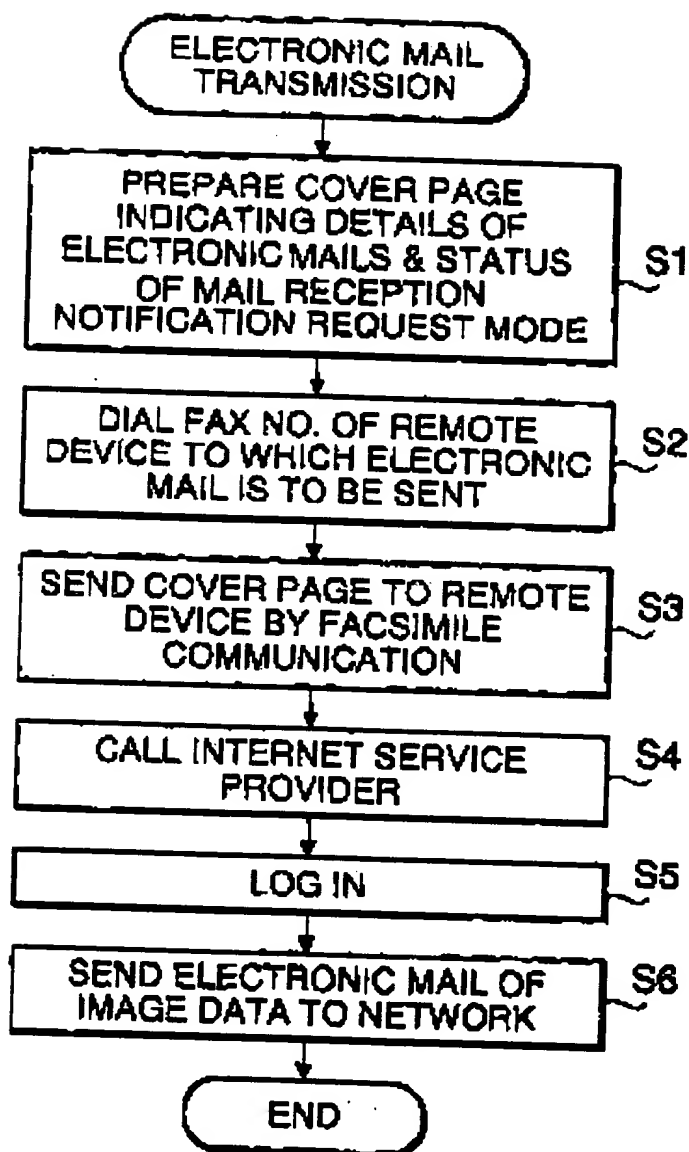 ELECTRONIC MAIL
TRANSMISSION
PREPARE COVER PAGE
INDICATING DETAILS OF
ELECTRONIC MAILS & STATUS
OF MAIL RECEPTION
NOTIFICATION REQUEST MODE
S1
DIAL FAX NO. OF REMOTE
DEVICE TO WHICH ELECTRONIC
MAIL IS TO BE SENT
S2
SEND COVER PAGE TO REMOTE
DEVICE BY FACSIMILE
COMMUNICATION
S3
CALL INTERNET SERVICE
PROVIDER
S4
LOG IN
S5
SEND ELECTRONIC MAIL OF
IMAGE DATA TO NETWORK
S6
END